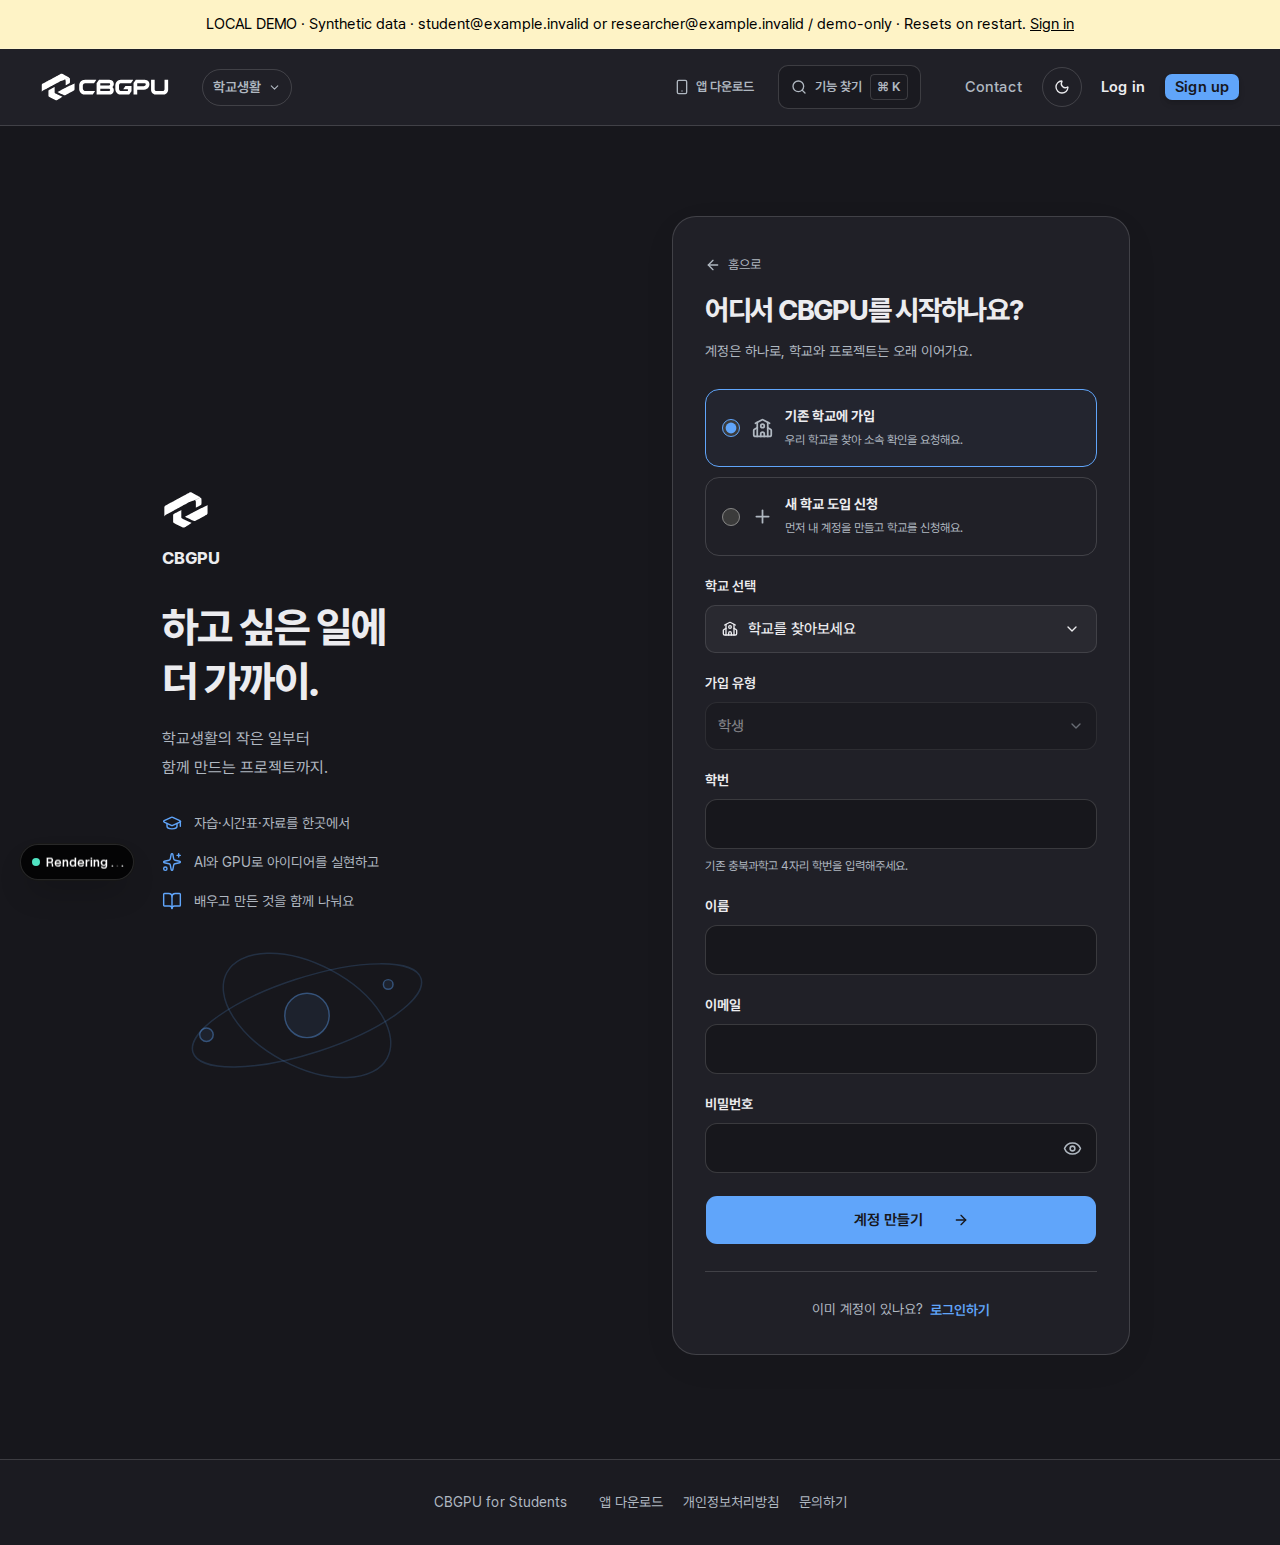 LOCAL DEMO · Synthetic data · student@example.invalid or researcher@example.invalid / demo-only · Resets on restart. Sign in
CBGPU
학교생활
앱 다운로드
기능 찾기 ⌘ K
Contact
Log in
Sign up
홈으로
어디서 CBGPU를 시작하나요?
계정은 하나로, 학교와 프로젝트는 오래 이어가요.
기존 학교에 가입
우리 학교를 찾아 소속 확인을 요청해요.
새 학교 도입 신청
먼저 내 계정을 만들고 학교를 신청해요.
학교 선택
학교를 찾아보세요
가입 유형
학생
학번
기존 충북과학고 4자리 학번을 입력해주세요.
이름
이메일
비밀번호
계정 만들기
이미 계정이 있나요? 로그인하기
CBGPU
하고 싶은 일에
더 가까이.
학교생활의 작은 일부터
함께 만드는 프로젝트까지.
자습·시간표·자료를 한곳에서
AI와 GPU로 아이디어를 실현하고
배우고 만든 것을 함께 나눠요
Rendering ...
CBGPU for Students
앱 다운로드
개인정보처리방침
문의하기